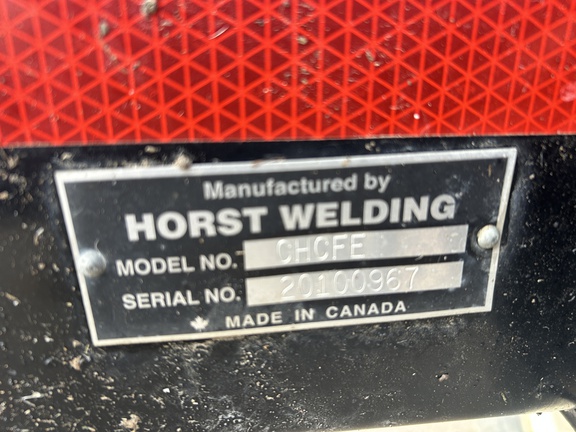 Manufactured by
HORST WELDING
MODEL NO. CHCFE
SERIAL NO. 20100967
MADE IN CANADA